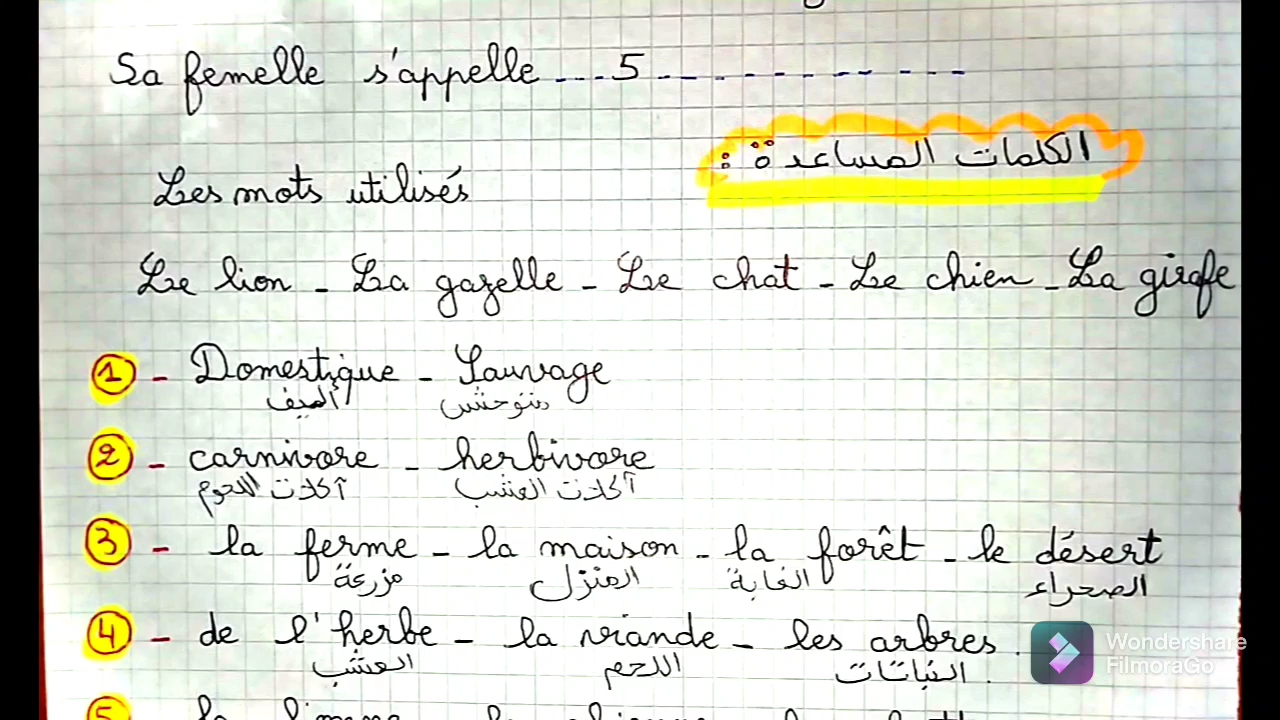 Sa femelle s'appelle ... 5 ............
الكلمات المساعدة :
Les mots utilisés
Le lion - La gazelle - Le chat - Le chien - La girafe
1 - Domestique - Sauvage
أليف متوحش
2 - carnivore - herbivore
آكلات اللحوم آكلات العشب
3 - la ferme - la maison - la forêt - le désert
مزرعة المنزل الغابة الصحراء
4 - de l'herbe - la viande - les arbres.
العشب اللحم النباتات.
5
Wondershare
FilmoraGo